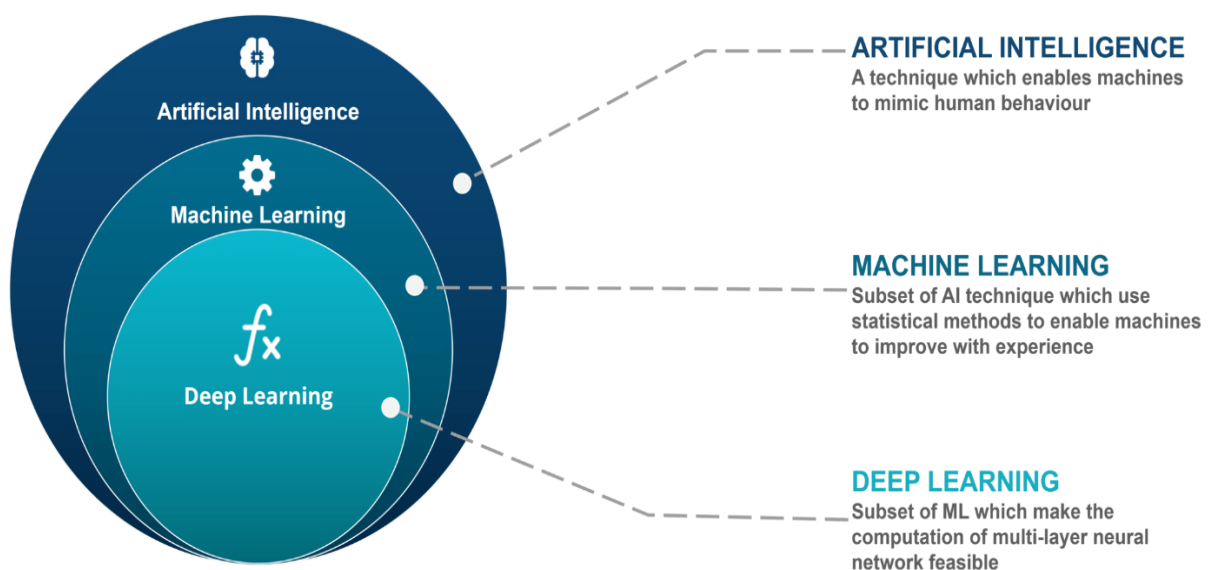 Artificial Intelligence
Machine Learning
fx
Deep Learning
ARTIFICIAL INTELLIGENCE
A technique which enables machines
to mimic human behaviour
MACHINE LEARNING
Subset of AI technique which use
statistical methods to enable machines
to improve with experience
DEEP LEARNING
Subset of ML which make the
computation of multi-layer neural
network feasible